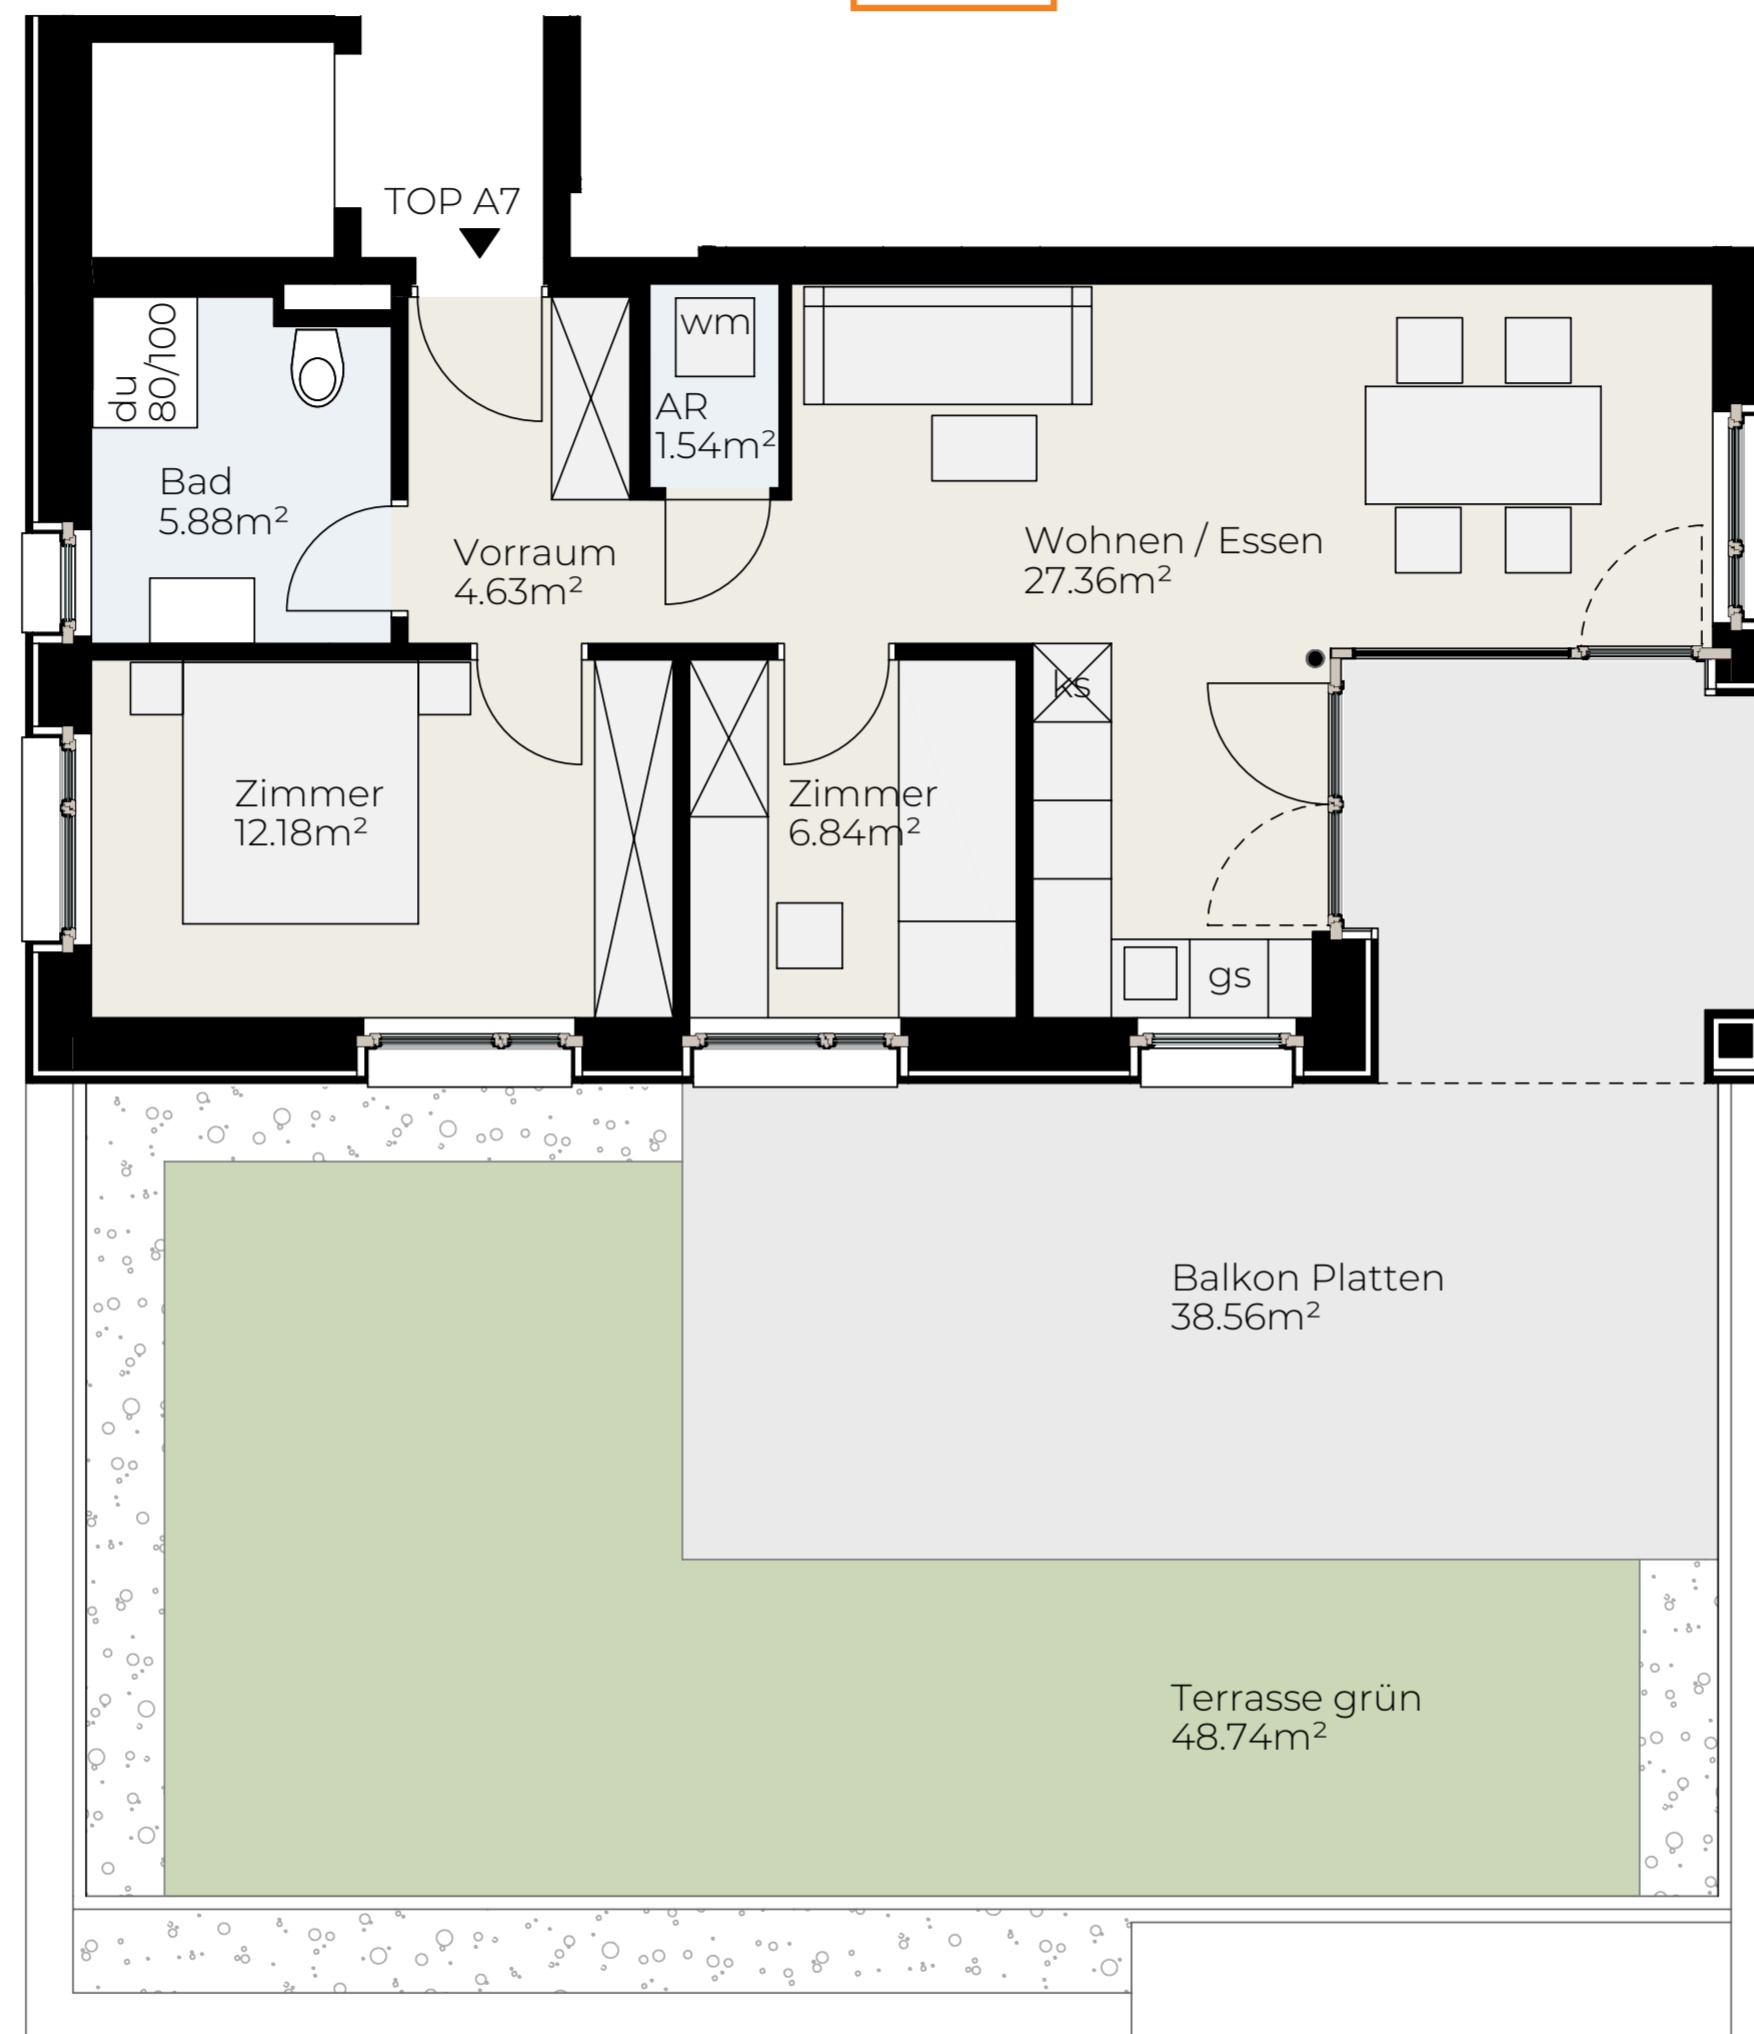 TOP A7
du
80/100
wm
AR
1.54m²
Bad
5.88m²
Vorraum
4.63m²
Wohnen / Essen
27.36m²
ks
Zimmer
12.18m²
Zimmer
6.84m²
gs
Balkon Platten
38.56m²
Terrasse grün
48.74m²